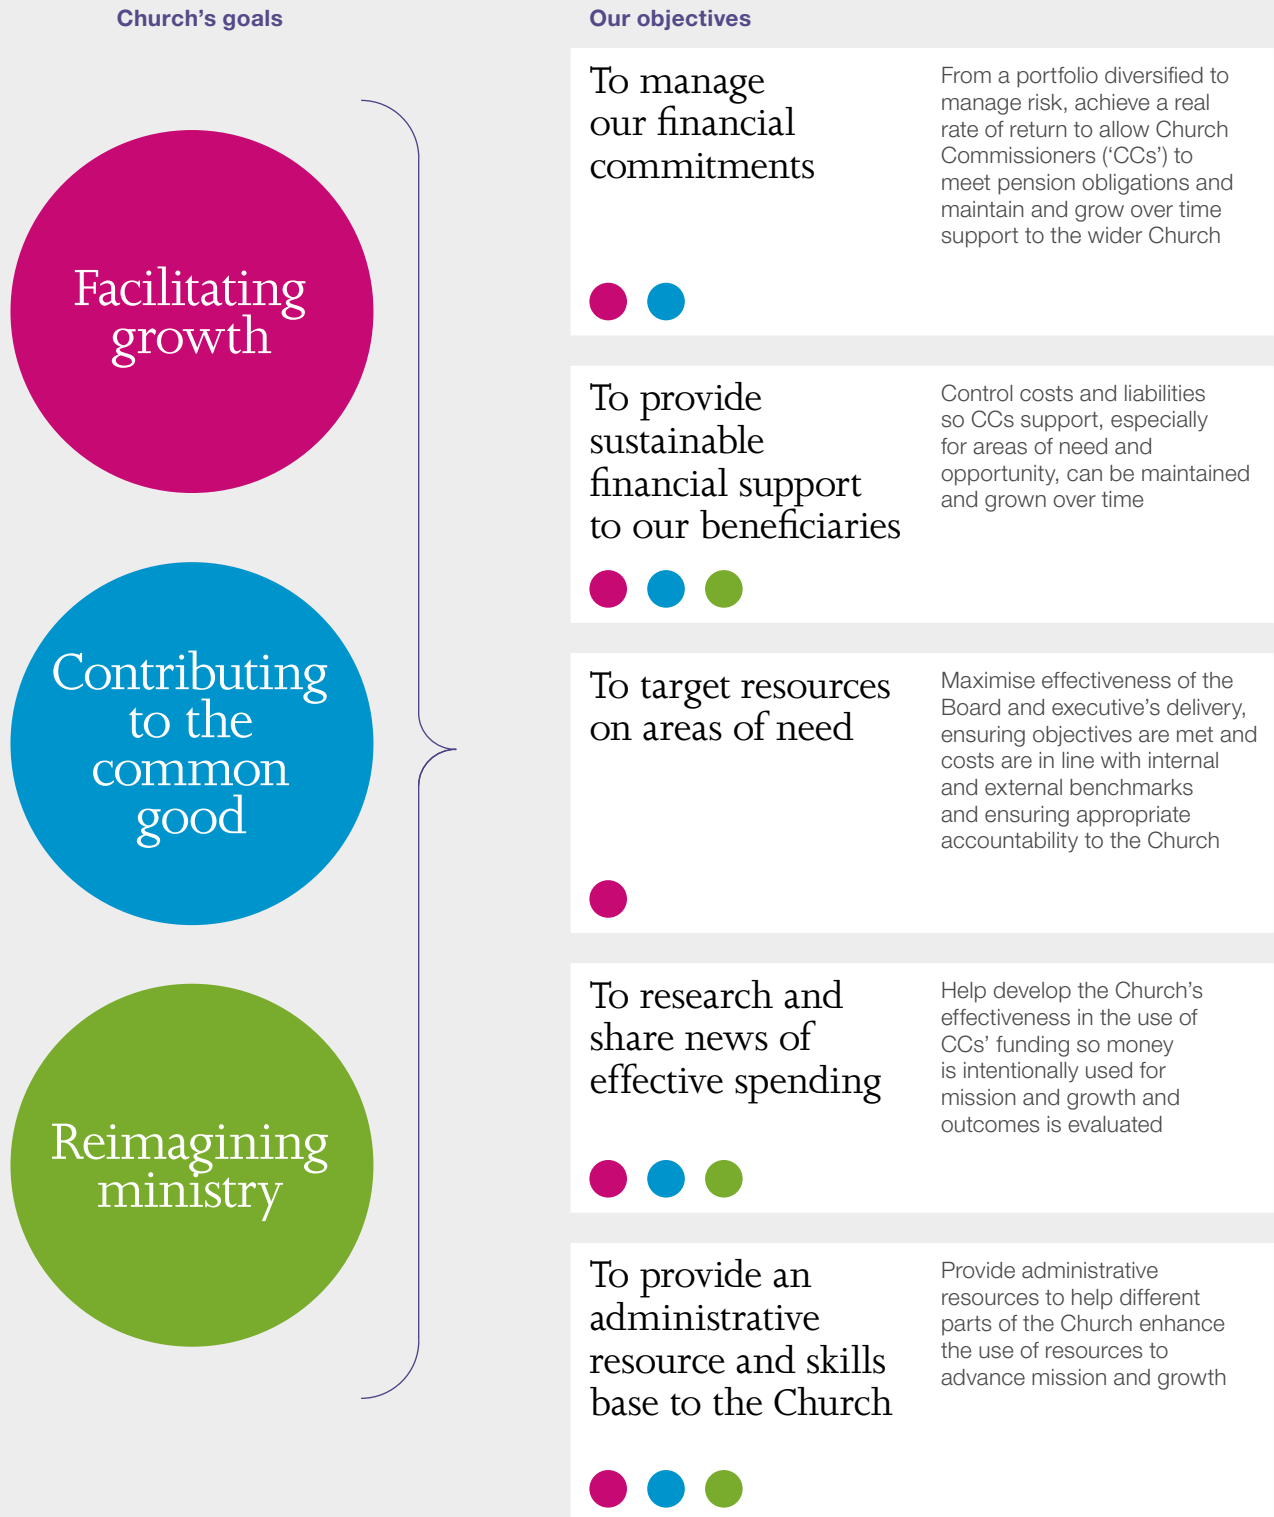 Church’s goals
Facilitating
growth
Contributing
to the
common
good
Reimagining
ministry
Our objectives
To manage
our financial
commitments
From a portfolio diversified to
manage risk, achieve a real
rate of return to allow Church
Commissioners (‘CCs’) to
meet pension obligations and
maintain and grow over time
support to the wider Church
To provide
sustainable
financial support
to our beneficiaries
Control costs and liabilities
so CCs support, especially
for areas of need and
opportunity, can be maintained
and grown over time
To target resources
on areas of need
Maximise effectiveness of the
Board and executive’s delivery,
ensuring objectives are met and
costs are in line with internal
and external benchmarks
and ensuring appropriate
accountability to the Church
To research and
share news of
effective spending
Help develop the Church’s
effectiveness in the use of
CCs’ funding so money
is intentionally used for
mission and growth and
outcomes is evaluated
To provide an
administrative
resource and skills
base to the Church
Provide administrative
resources to help different
parts of the Church enhance
the use of resources to
advance mission and growth